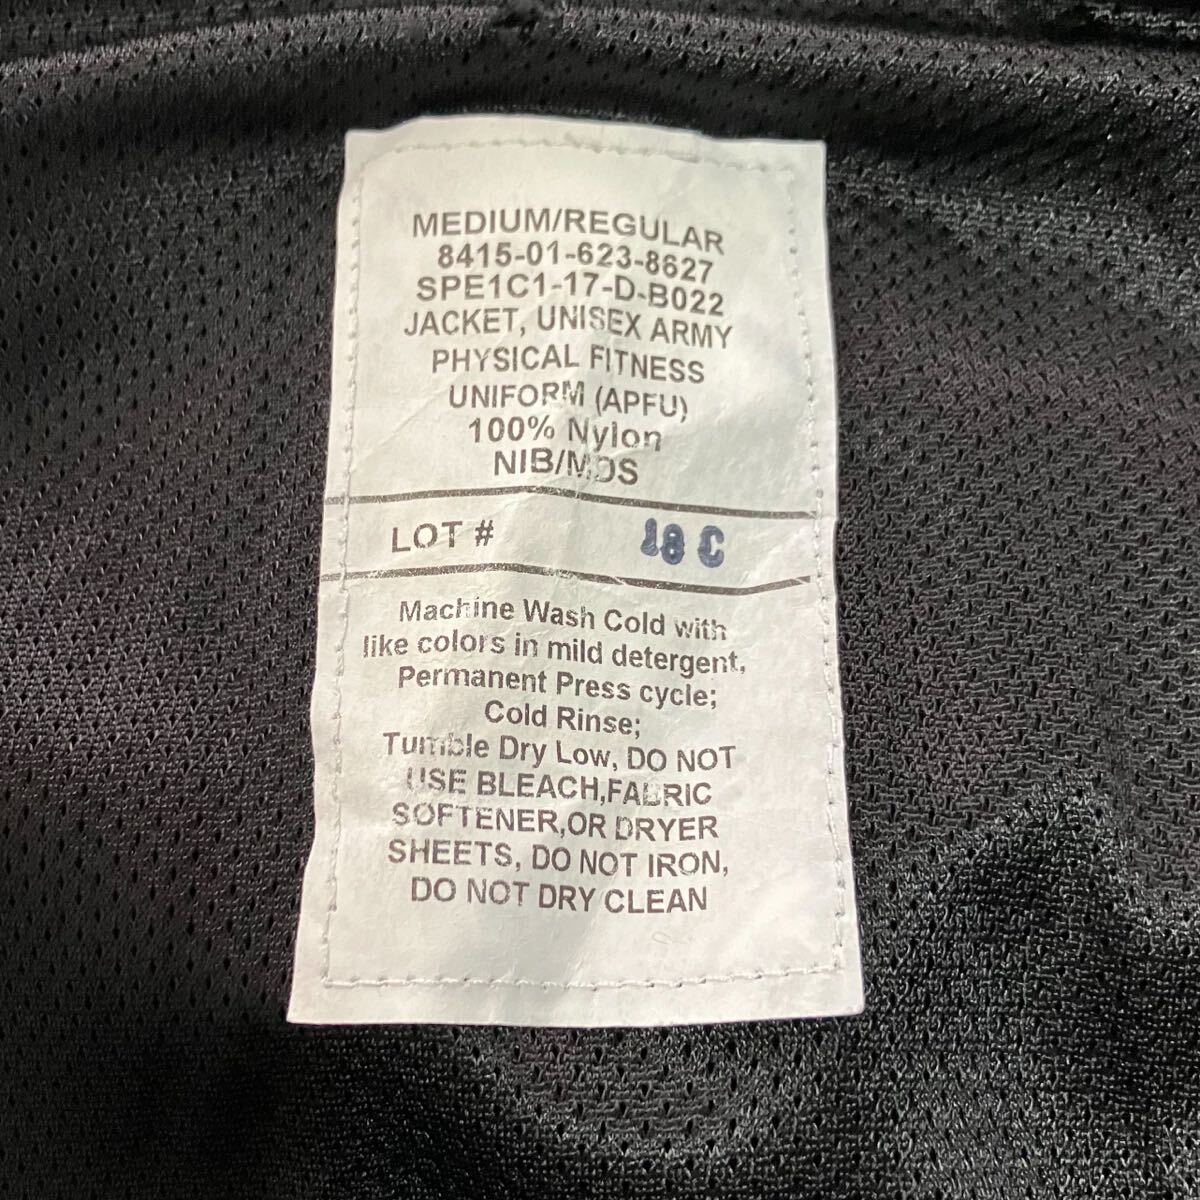 MEDIUM/REGULAR
8415-01-623-8627
SPE1C1-17-D-B022
JACKET, UNISEX ARMY
PHYSICAL FITNESS
UNIFORM (APFU)
100% Nylon
NIB/MDS
LOT # 18 C
Machine Wash Cold with
like colors in mild detergent,
Permanent Press cycle;
Cold Rinse;
Tumble Dry Low, DO NOT
USE BLEACH,FABRIC
SOFTENER,OR DRYER
SHEETS, DO NOT IRON,
DO NOT DRY CLEAN